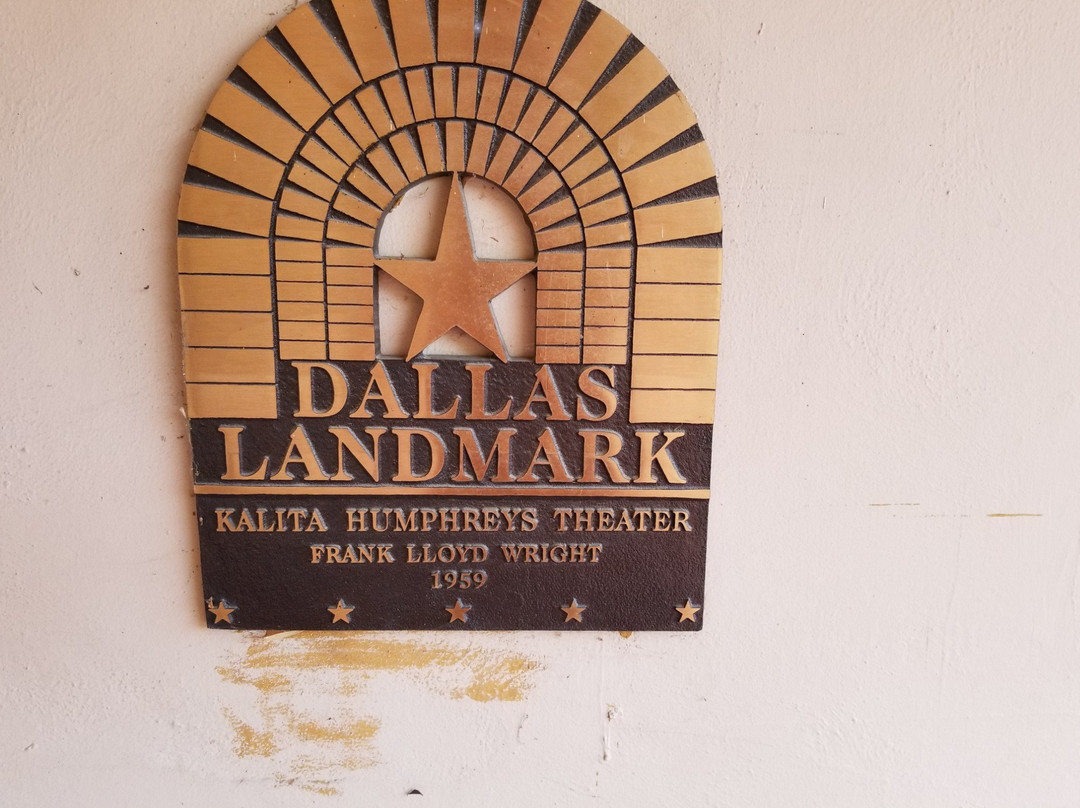 DALLAS
LANDMARK
KALITA HUMPHREYS THEATER
FRANK LLOYD WRIGHT
1959